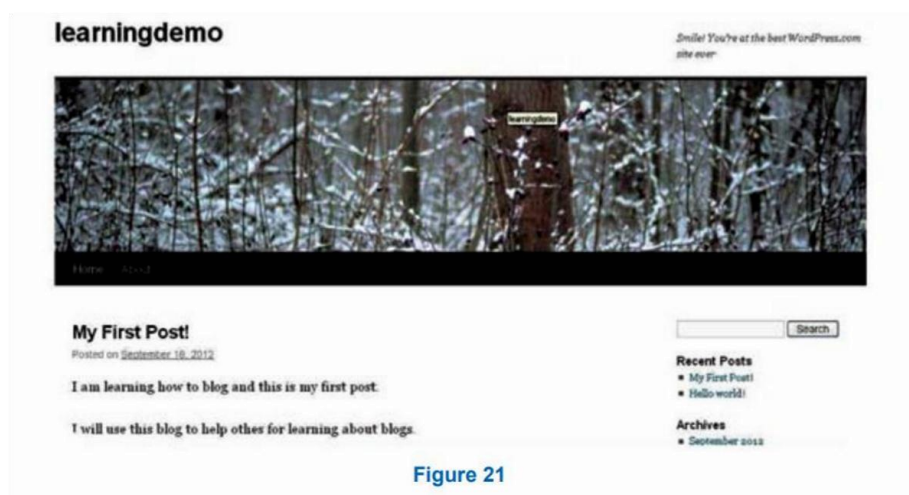 learningdemo
Smile! You're at the best WordPress.com
site ever
learningdemo
Home About
My First Post!
Posted on September 18, 2012
I am learning how to blog and this is my first post.
I will use this blog to help othes for learning about blogs.
Search
Recent Posts
My First Post!
Hello world!
Archives
September 2012
Figure 21